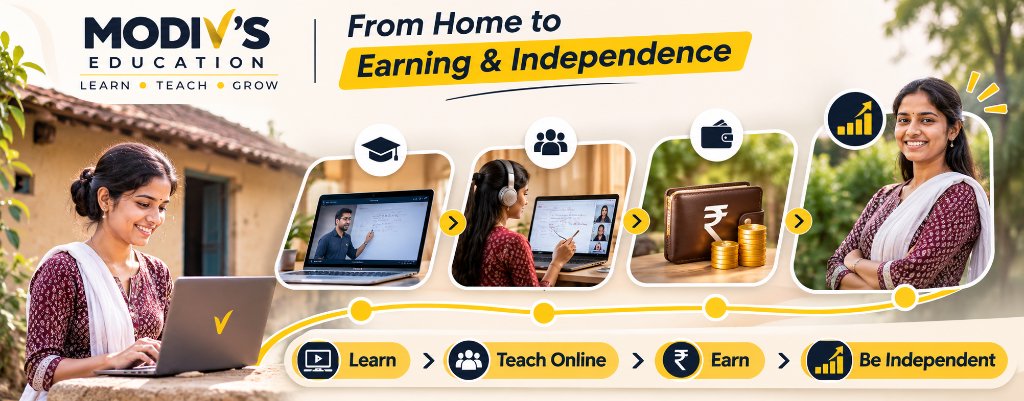 MODIV'S
EDUCATION
LEARN • TEACH • GROW
From Home to
Earning & Independence
₹
Learn
Teach Online
₹
Earn
Be Independent